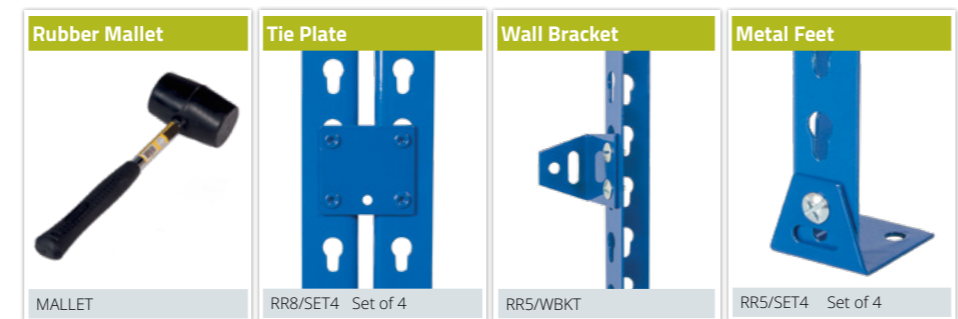 Rubber Mallet
Tie Plate
Wall Bracket
Metal Feet
MALLET
RR8/SET4 Set of 4
RR5/WBKT
RR5/SET4 Set of 4